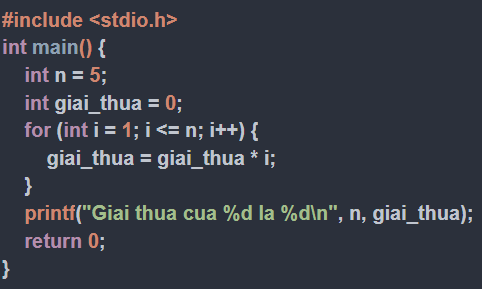 #include <stdio.h>
int main() {
    int n = 5;
    int giai_thua = 0;
    for (int i = 1; i <= n; i++) {
        giai_thua = giai_thua * i;
    }
    printf("Giai thua cua %d la %d\n", n, giai_thua);
    return 0;
}